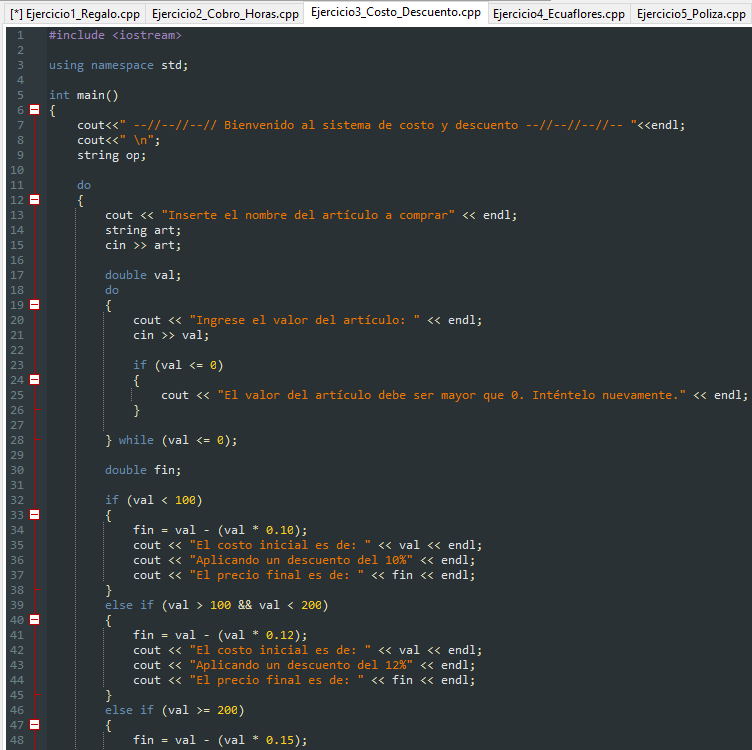 [*] Ejercicio1_Regalo.cpp Ejercicio2_Cobro_Horas.cpp Ejercicio3_Costo_Descuento.cpp Ejercicio4_Ecuaflores.cpp Ejercicio5_Poliza.cpp
1 #include <iostream>
2
3 using namespace std;
4
5 int main()
6 {
7 cout<<" --//--//--// Bienvenido al sistema de costo y descuento --//--//--//-- "<<endl;
8 cout<<" \n";
9 string op;
10
11 do
12 {
13 cout << "Inserte el nombre del artículo a comprar" << endl;
14 string art;
15 cin >> art;
16
17 double val;
18 do
19 {
20 cout << "Ingrese el valor del artículo: " << endl;
21 cin >> val;
22
23 if (val <= 0)
24 {
25 cout << "El valor del artículo debe ser mayor que 0. Inténtelo nuevamente." << endl;
26 }
27
28 } while (val <= 0);
29
30 double fin;
31
32 if (val < 100)
33 {
34 fin = val - (val * 0.10);
35 cout << "El costo inicial es de: " << val << endl;
36 cout << "Aplicando un descuento del 10%" << endl;
37 cout << "El precio final es de: " << fin << endl;
38 }
39 else if (val > 100 && val < 200)
40 {
41 fin = val - (val * 0.12);
42 cout << "El costo inicial es de: " << val << endl;
43 cout << "Aplicando un descuento del 12%" << endl;
44 cout << "El precio final es de: " << fin << endl;
45 }
46 else if (val >= 200)
47 {
48 fin = val - (val * 0.15);